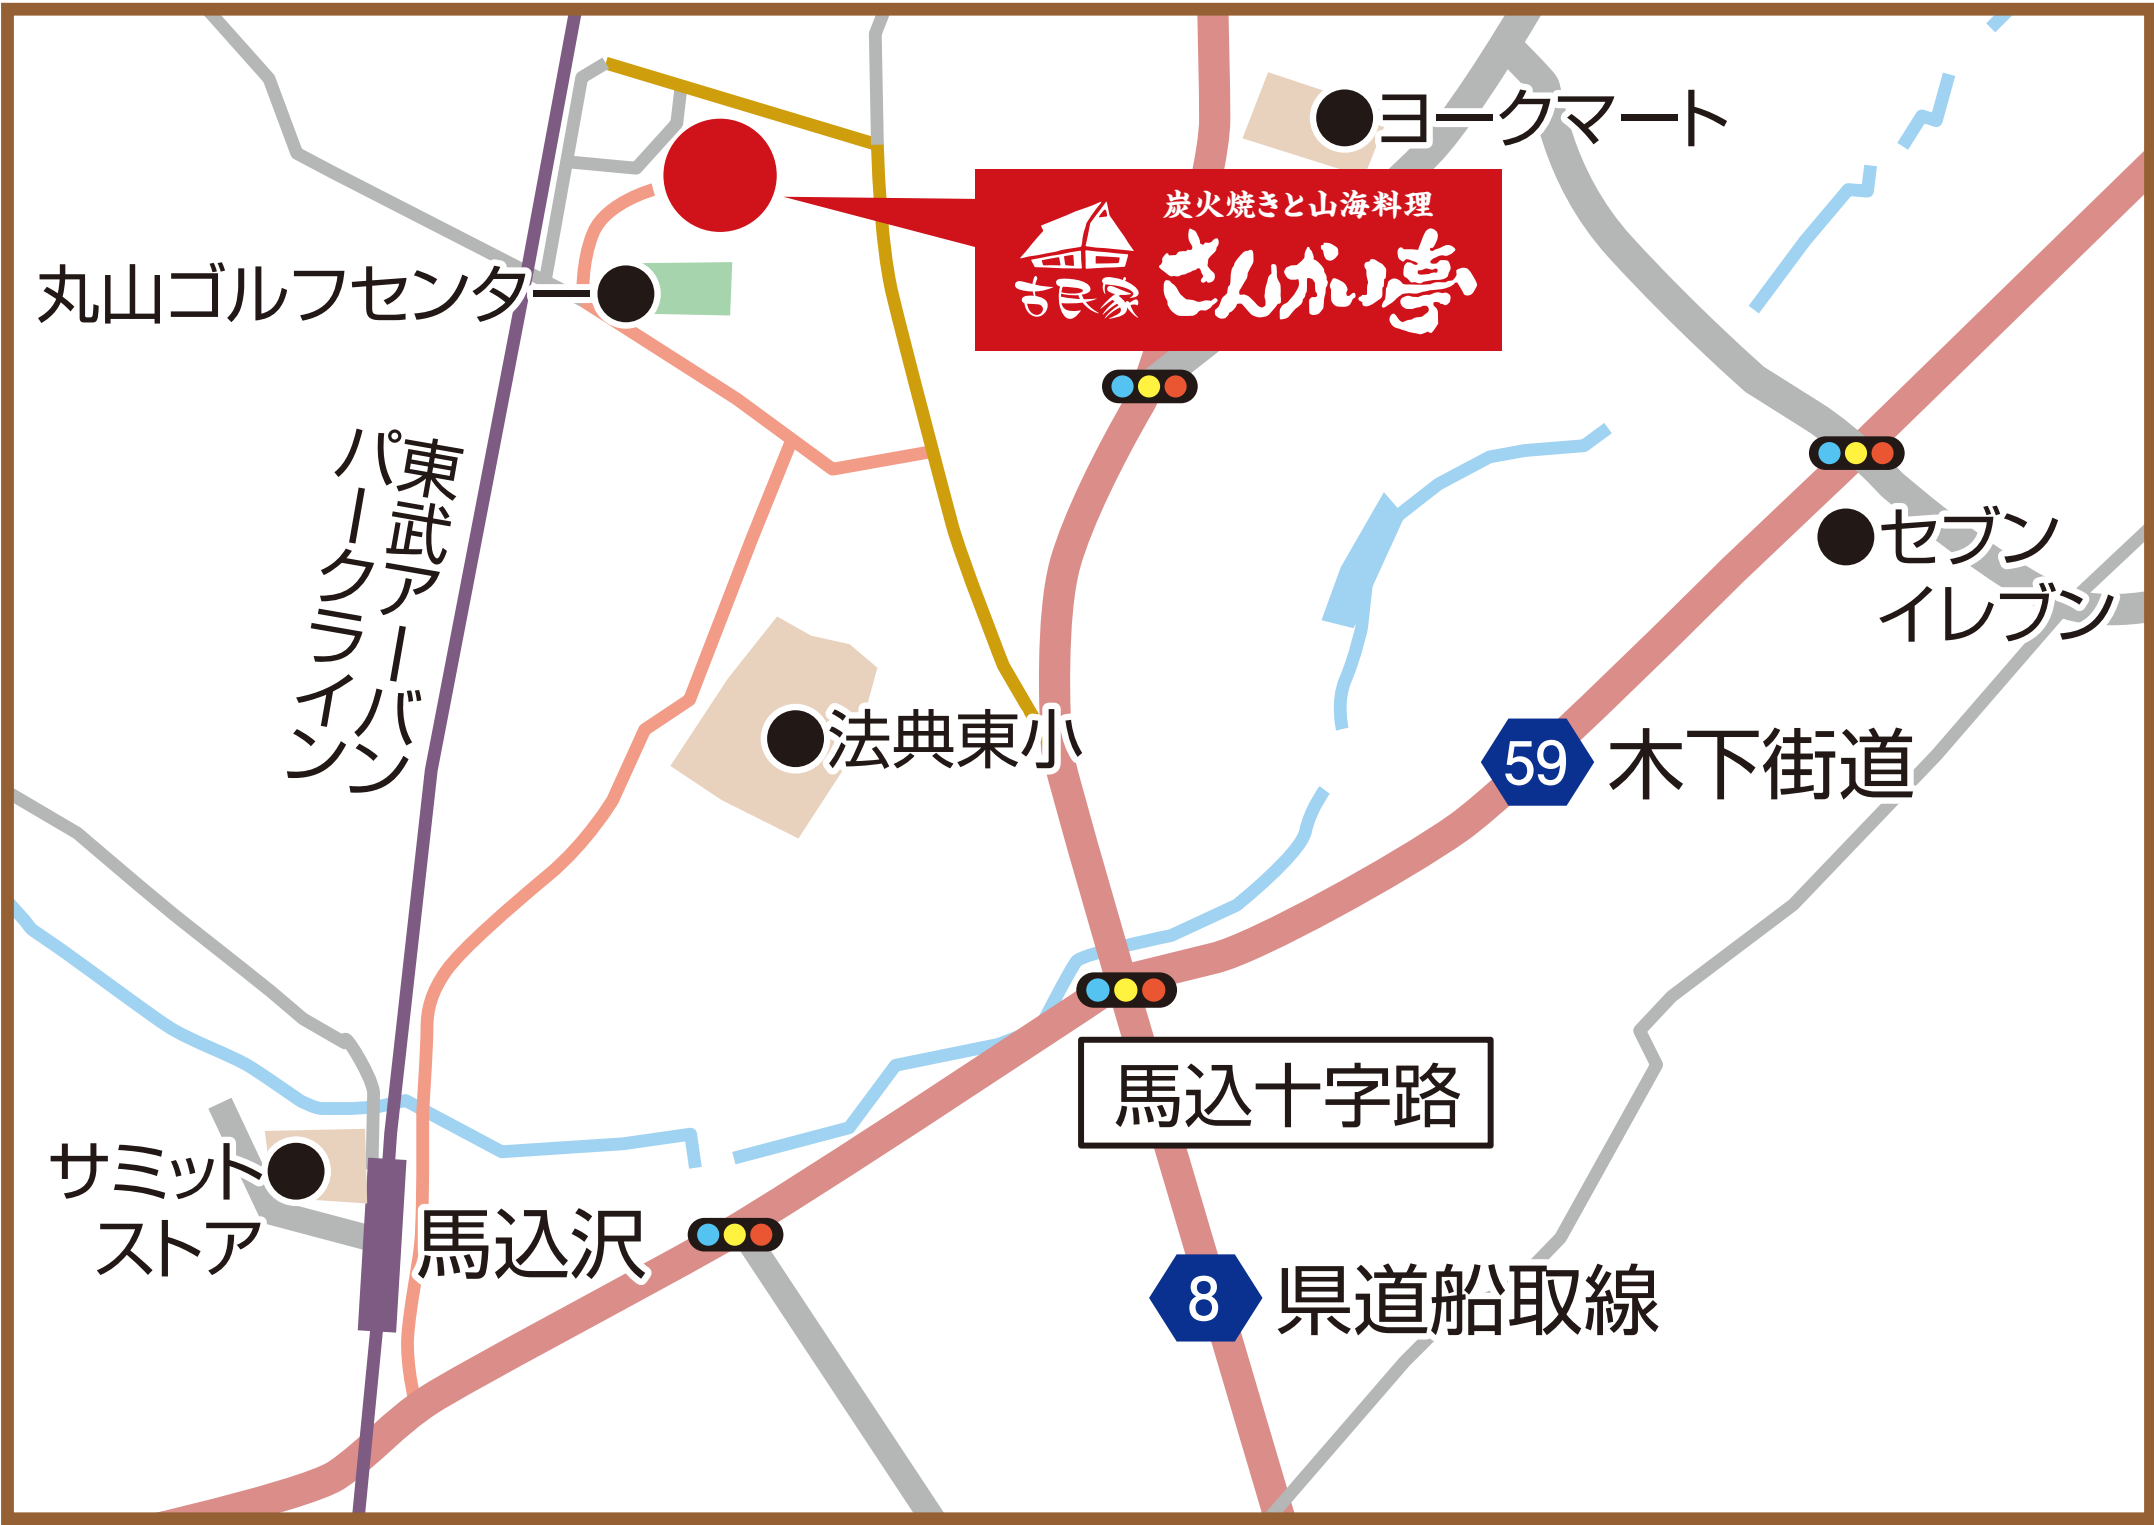 ヨークマート
炭火焼きと山海料理
古民家
さんかい亭
丸山ゴルフセンター
東武アーバン
パークライン
セブン
イレブン
法典東小
59
木下街道
馬込十字路
サミット
ストア
馬込沢
8
県道船取線